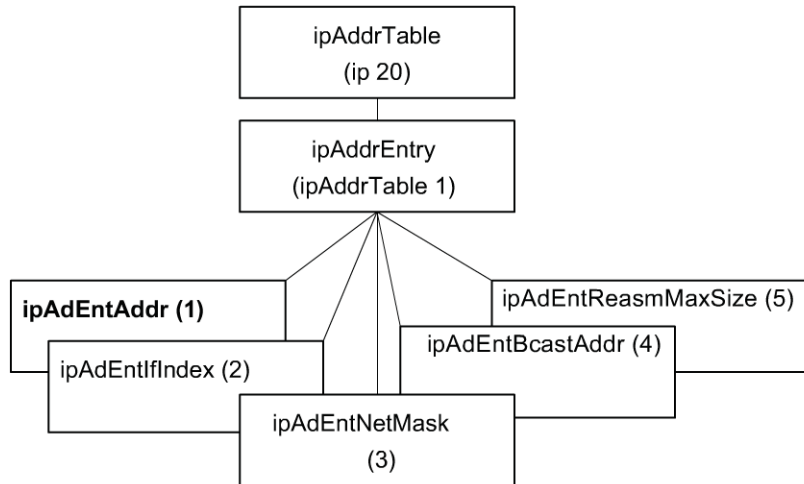 ipAddrTable
(ip 20)
ipAddrEntry
(ipAddrTable 1)
ipAdEntAddr (1)
ipAdEntIfIndex (2)
ipAdEntNetMask
(3)
ipAdEntBcastAddr (4)
ipAdEntReasmMaxSize (5)